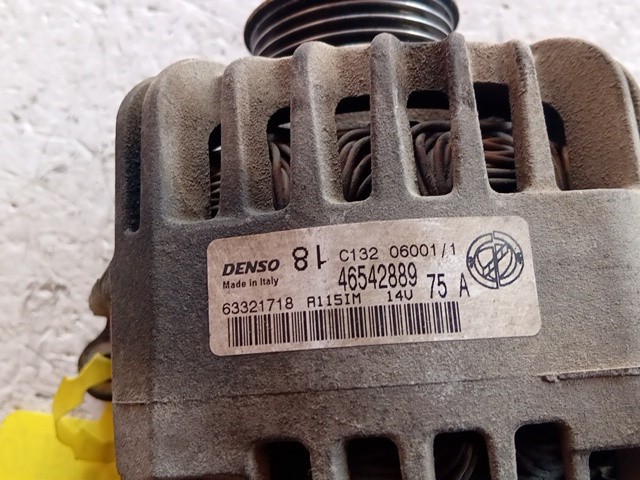 DENSO 81 C132 06001/1
Made in Italy 46542889 75 A
63321718 A115IM 14V